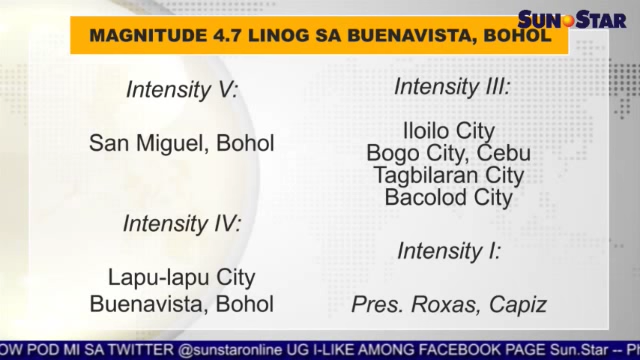 SUN STAR
MAGNITUDE 4.7 LINOG SA BUENAVISTA, BOHOL
Intensity V:
San Miguel, Bohol
Intensity IV:
Lapu-lapu City
Buenavista, Bohol
Intensity III:
Iloilo City
Bogo City, Cebu
Tagbilaran City
Bacolod City
Intensity I:
Pres. Roxas, Capiz
OW POD MI SA TWITTER @sunstaronline UG I-LIKE AMONG FACEBOOK PAGE Sun.Star -- P